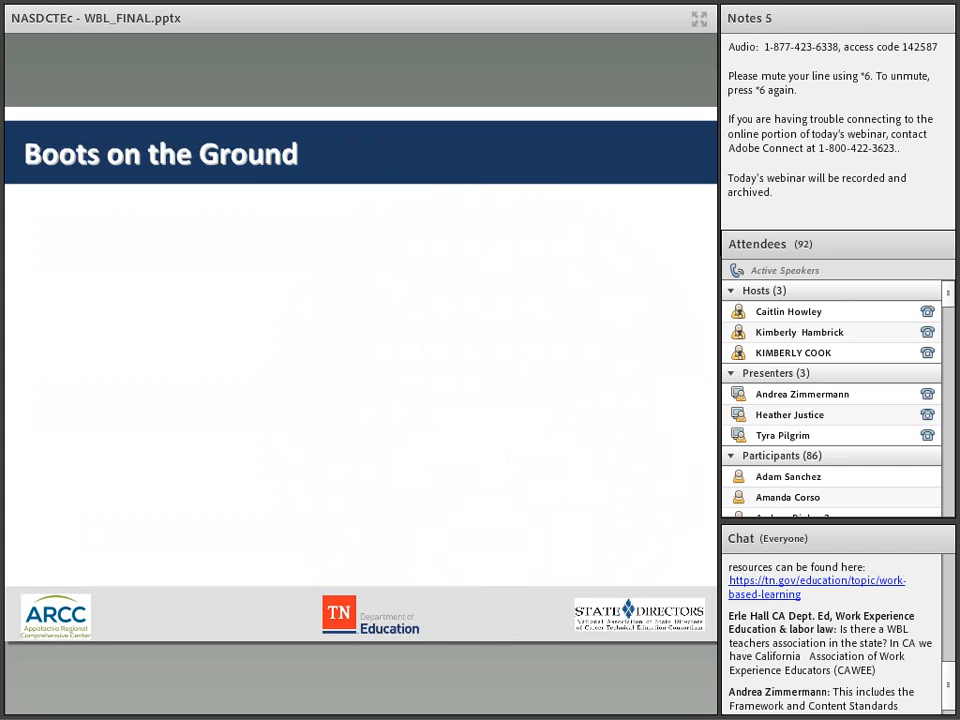 NASDCTEc - WBL_FINAL.pptx
Boots on the Ground
ARCC
Appalachia Regional
Comprehensive Center
TN
Department of
Education
STATE DIRECTORS
National Association of State Directors
of Career Technical Education Consortium
Notes 5
Audio: 1-877-423-6338, access code 142587
Please mute your line using *6. To unmute,
press *6 again.
If you are having trouble connecting to the
online portion of today's webinar, contact
Adobe Connect at 1-800-422-3623..
Today's webinar will be recorded and
archived.
Attendees (92)
Active Speakers
Hosts (3)
Caitlin Howley
Kimberly Hambrick
KIMBERLY COOK
Presenters (3)
Andrea Zimmermann
Heather Justice
Tyra Pilgrim
Participants (86)
Adam Sanchez
Amanda Corso
Chat (Everyone)
resources can be found here:
https://tn.gov/education/topic/work-
based-learning
Erle Hall CA Dept. Ed, Work Experience
Education & labor law: Is there a WBL
teachers association in the state? In CA we
have California Association of Work
Experience Educators (CAWEE)
Andrea Zimmermann: This includes the
Framework and Content Standards